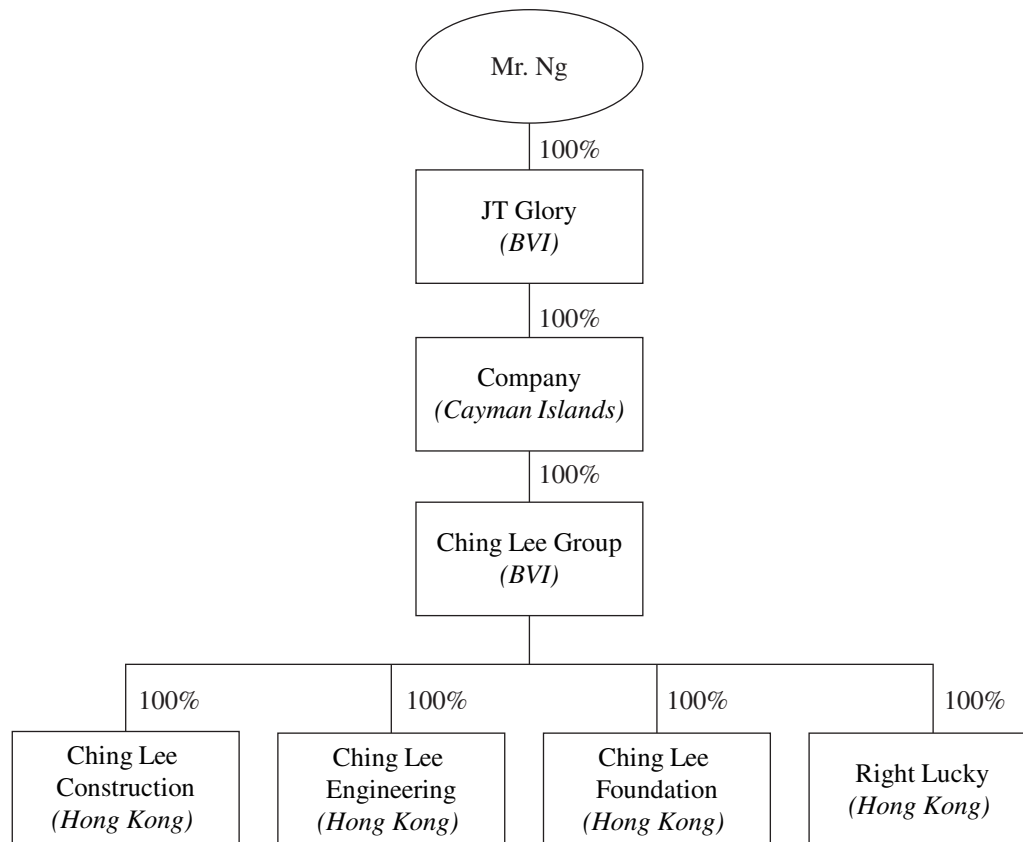 Mr. Ng
100%
JT Glory
(BVI)
100%
Company
(Cayman Islands)
100%
Ching Lee Group
(BVI)
100%
100%
100%
100%
Ching Lee
Construction
(Hong Kong)
Ching Lee
Engineering
(Hong Kong)
Ching Lee
Foundation
(Hong Kong)
Right Lucky
(Hong Kong)